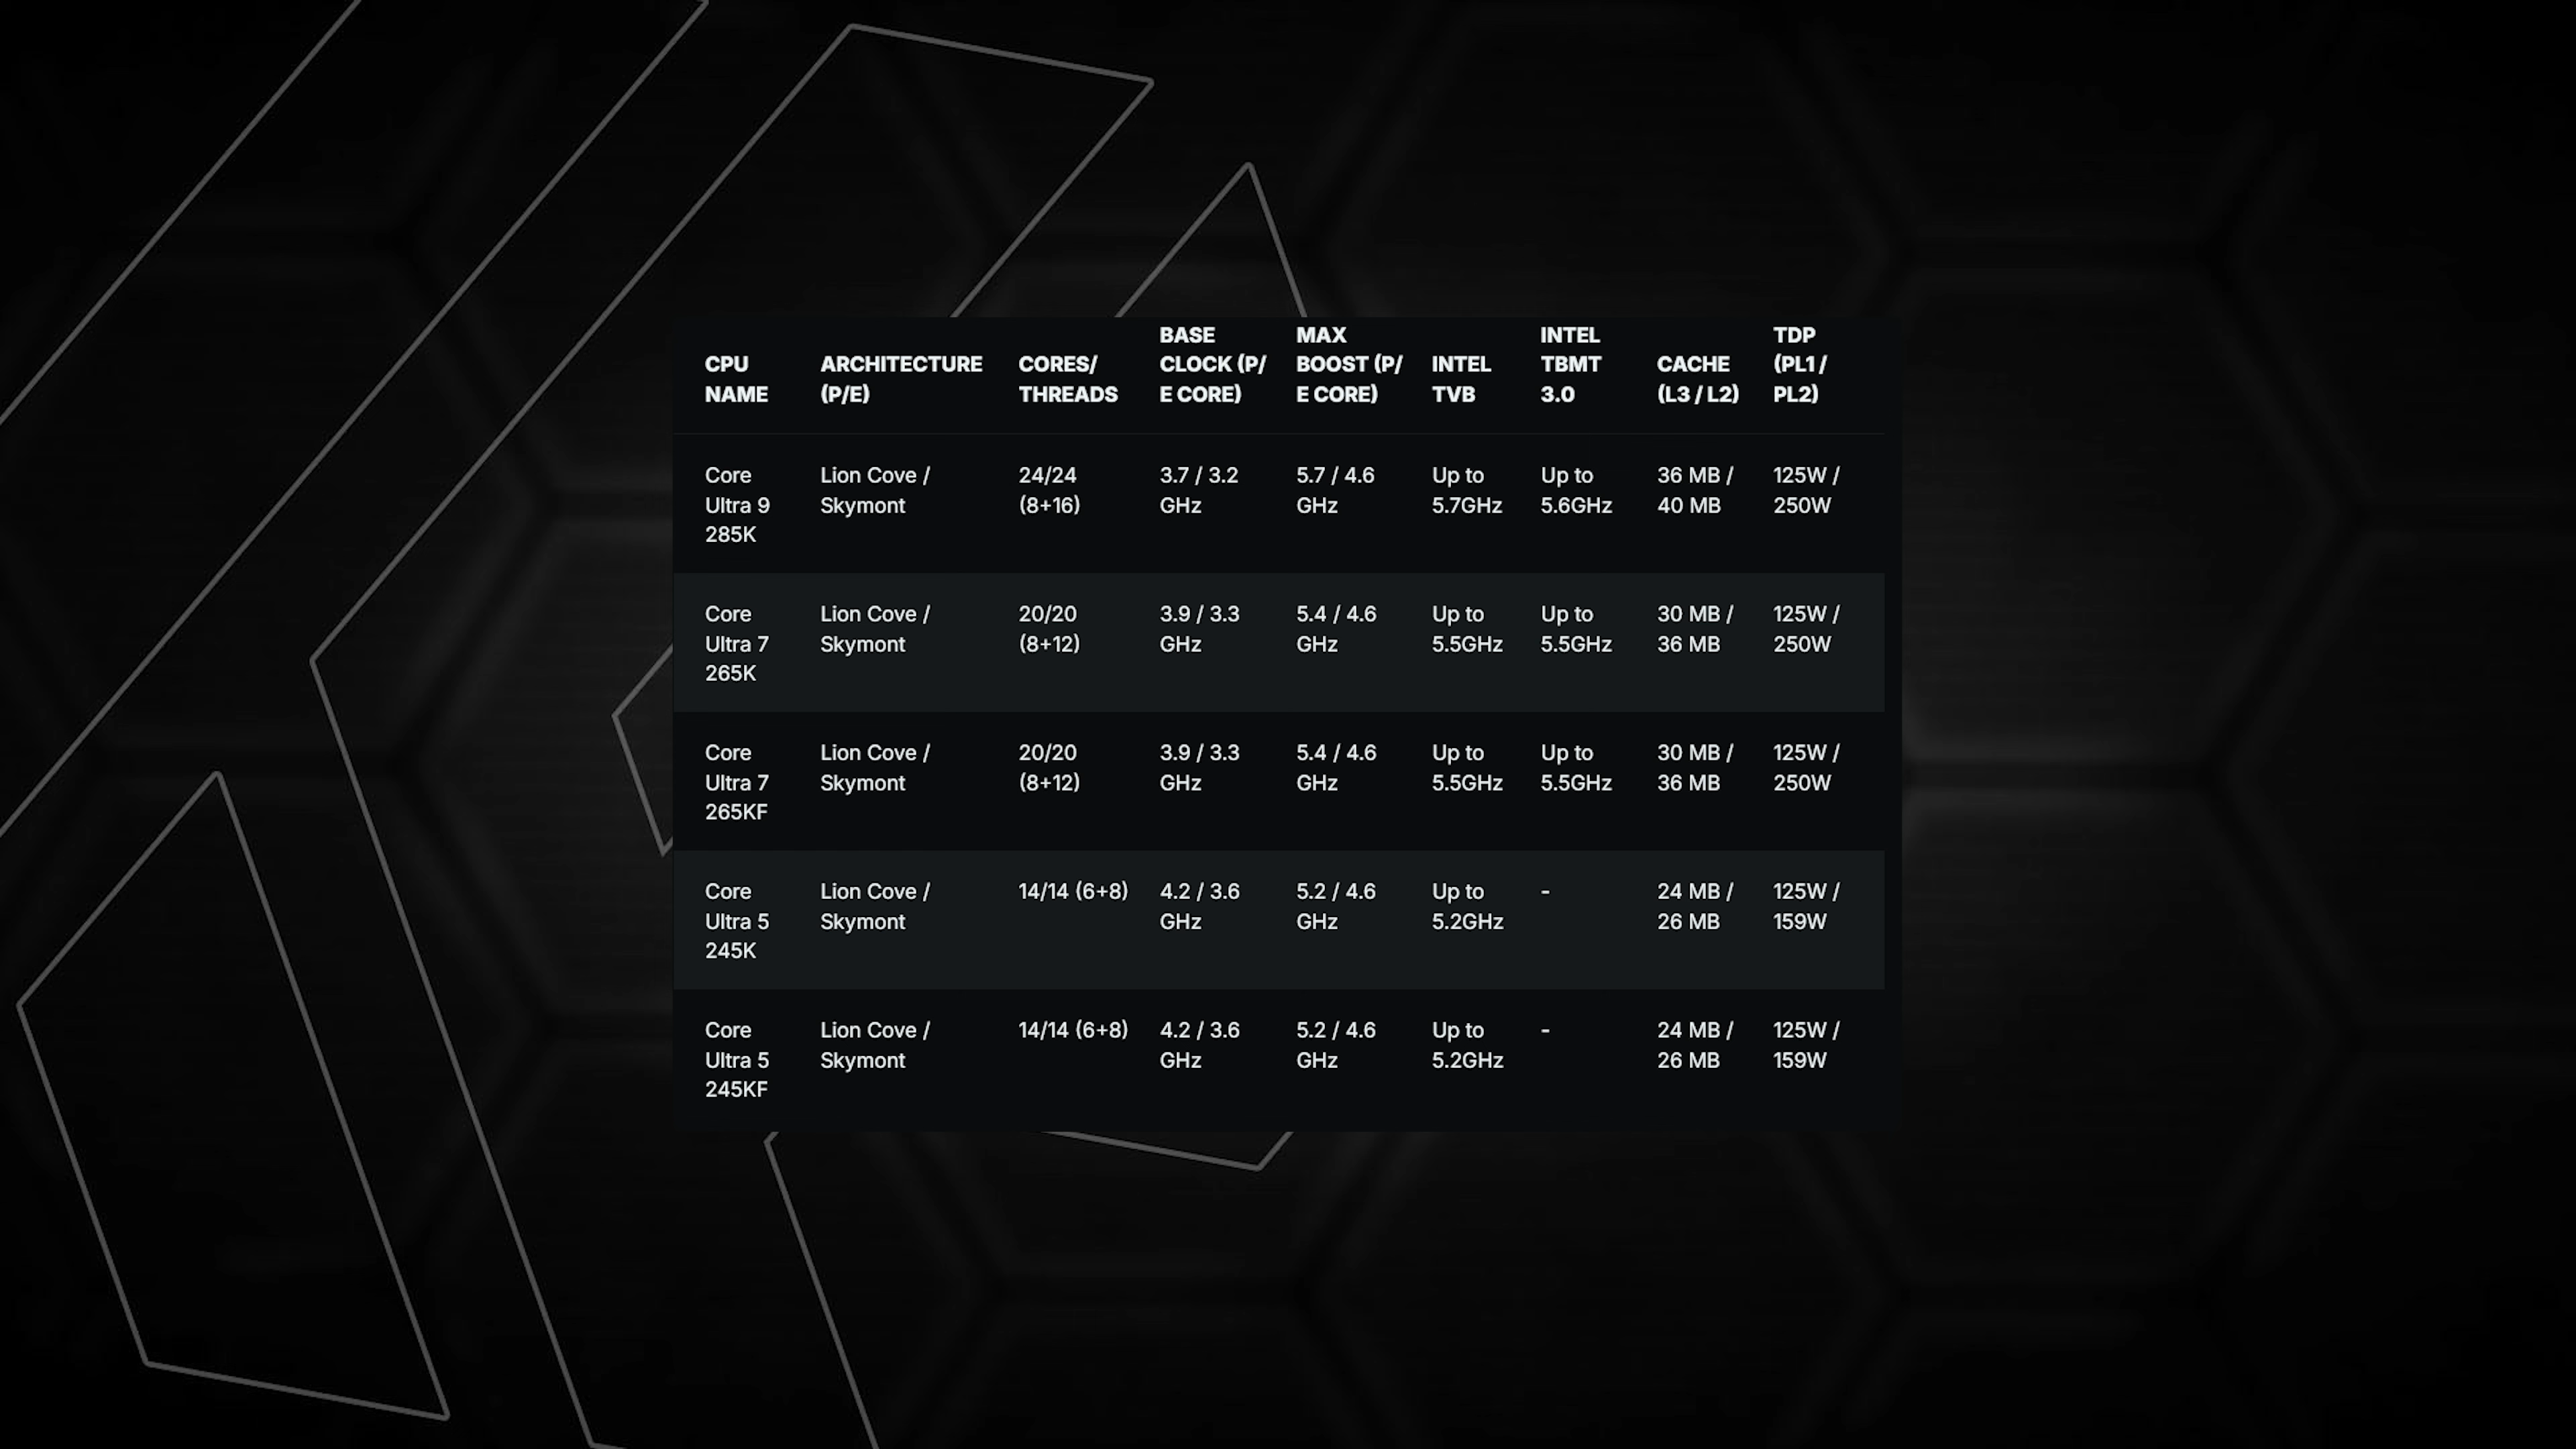 CPU NAME ARCHITECTURE (P/E) CORES/ THREADS BASE CLOCK (P/ E CORE) MAX BOOST (P/ E CORE) INTEL TVB INTEL TBMT 3.0 CACHE (L3 / L2) TDP (PL1 / PL2)
Core Ultra 9 285K Lion Cove / Skymont 24/24 (8+16) 3.7 / 3.2 GHz 5.7 / 4.6 GHz Up to 5.7GHz Up to 5.6GHz 36 MB / 40 MB 125W / 250W
Core Ultra 7 265K Lion Cove / Skymont 20/20 (8+12) 3.9 / 3.3 GHz 5.4 / 4.6 GHz Up to 5.5GHz Up to 5.5GHz 30 MB / 36 MB 125W / 250W
Core Ultra 7 265KF Lion Cove / Skymont 20/20 (8+12) 3.9 / 3.3 GHz 5.4 / 4.6 GHz Up to 5.5GHz Up to 5.5GHz 30 MB / 36 MB 125W / 250W
Core Ultra 5 245K Lion Cove / Skymont 14/14 (6+8) 4.2 / 3.6 GHz 5.2 / 4.6 GHz Up to 5.2GHz - 24 MB / 26 MB 125W / 159W
Core Ultra 5 245KF Lion Cove / Skymont 14/14 (6+8) 4.2 / 3.6 GHz 5.2 / 4.6 GHz Up to 5.2GHz - 24 MB / 26 MB 125W / 159W